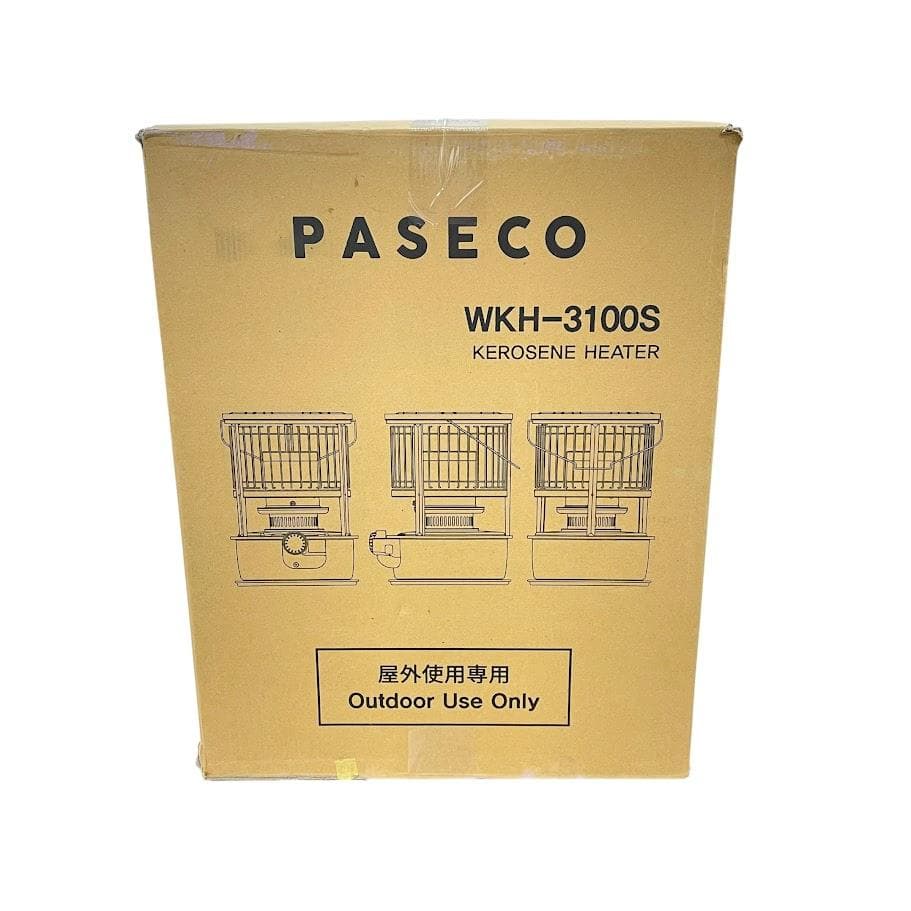 PASECO
WKH-3100S
KEROSENE HEATER
屋外使用専用
Outdoor Use Only